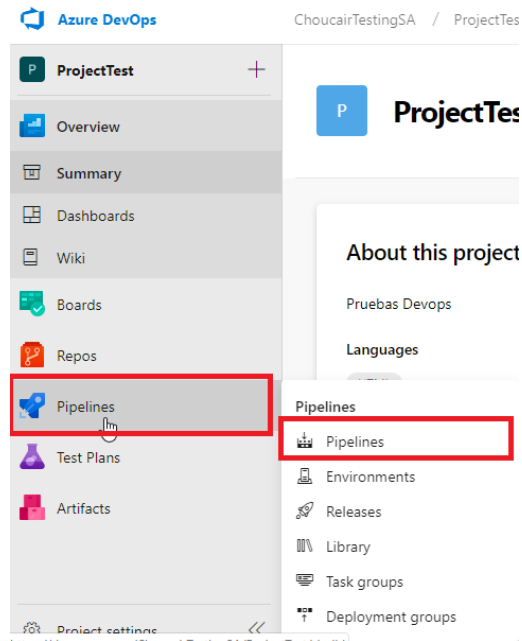 Azure DevOps
ChoucairTestingSA / ProjectTes
P ProjectTest +
P ProjectTes
Overview
Summary
Dashboards
Wiki
About this project
Boards
Pruebas Devops
Repos
Languages
Pipelines
Pipelines
Pipelines
Test Plans
Environments
Artifacts
Releases
Library
Task groups
Deployment groups
Project settings